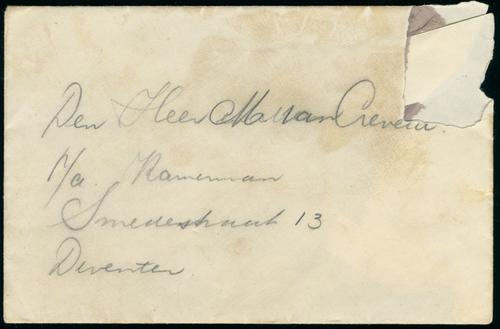 Den Heer M. van Creveld.
p/a Kamerman
Smedestraat 13
Deventer